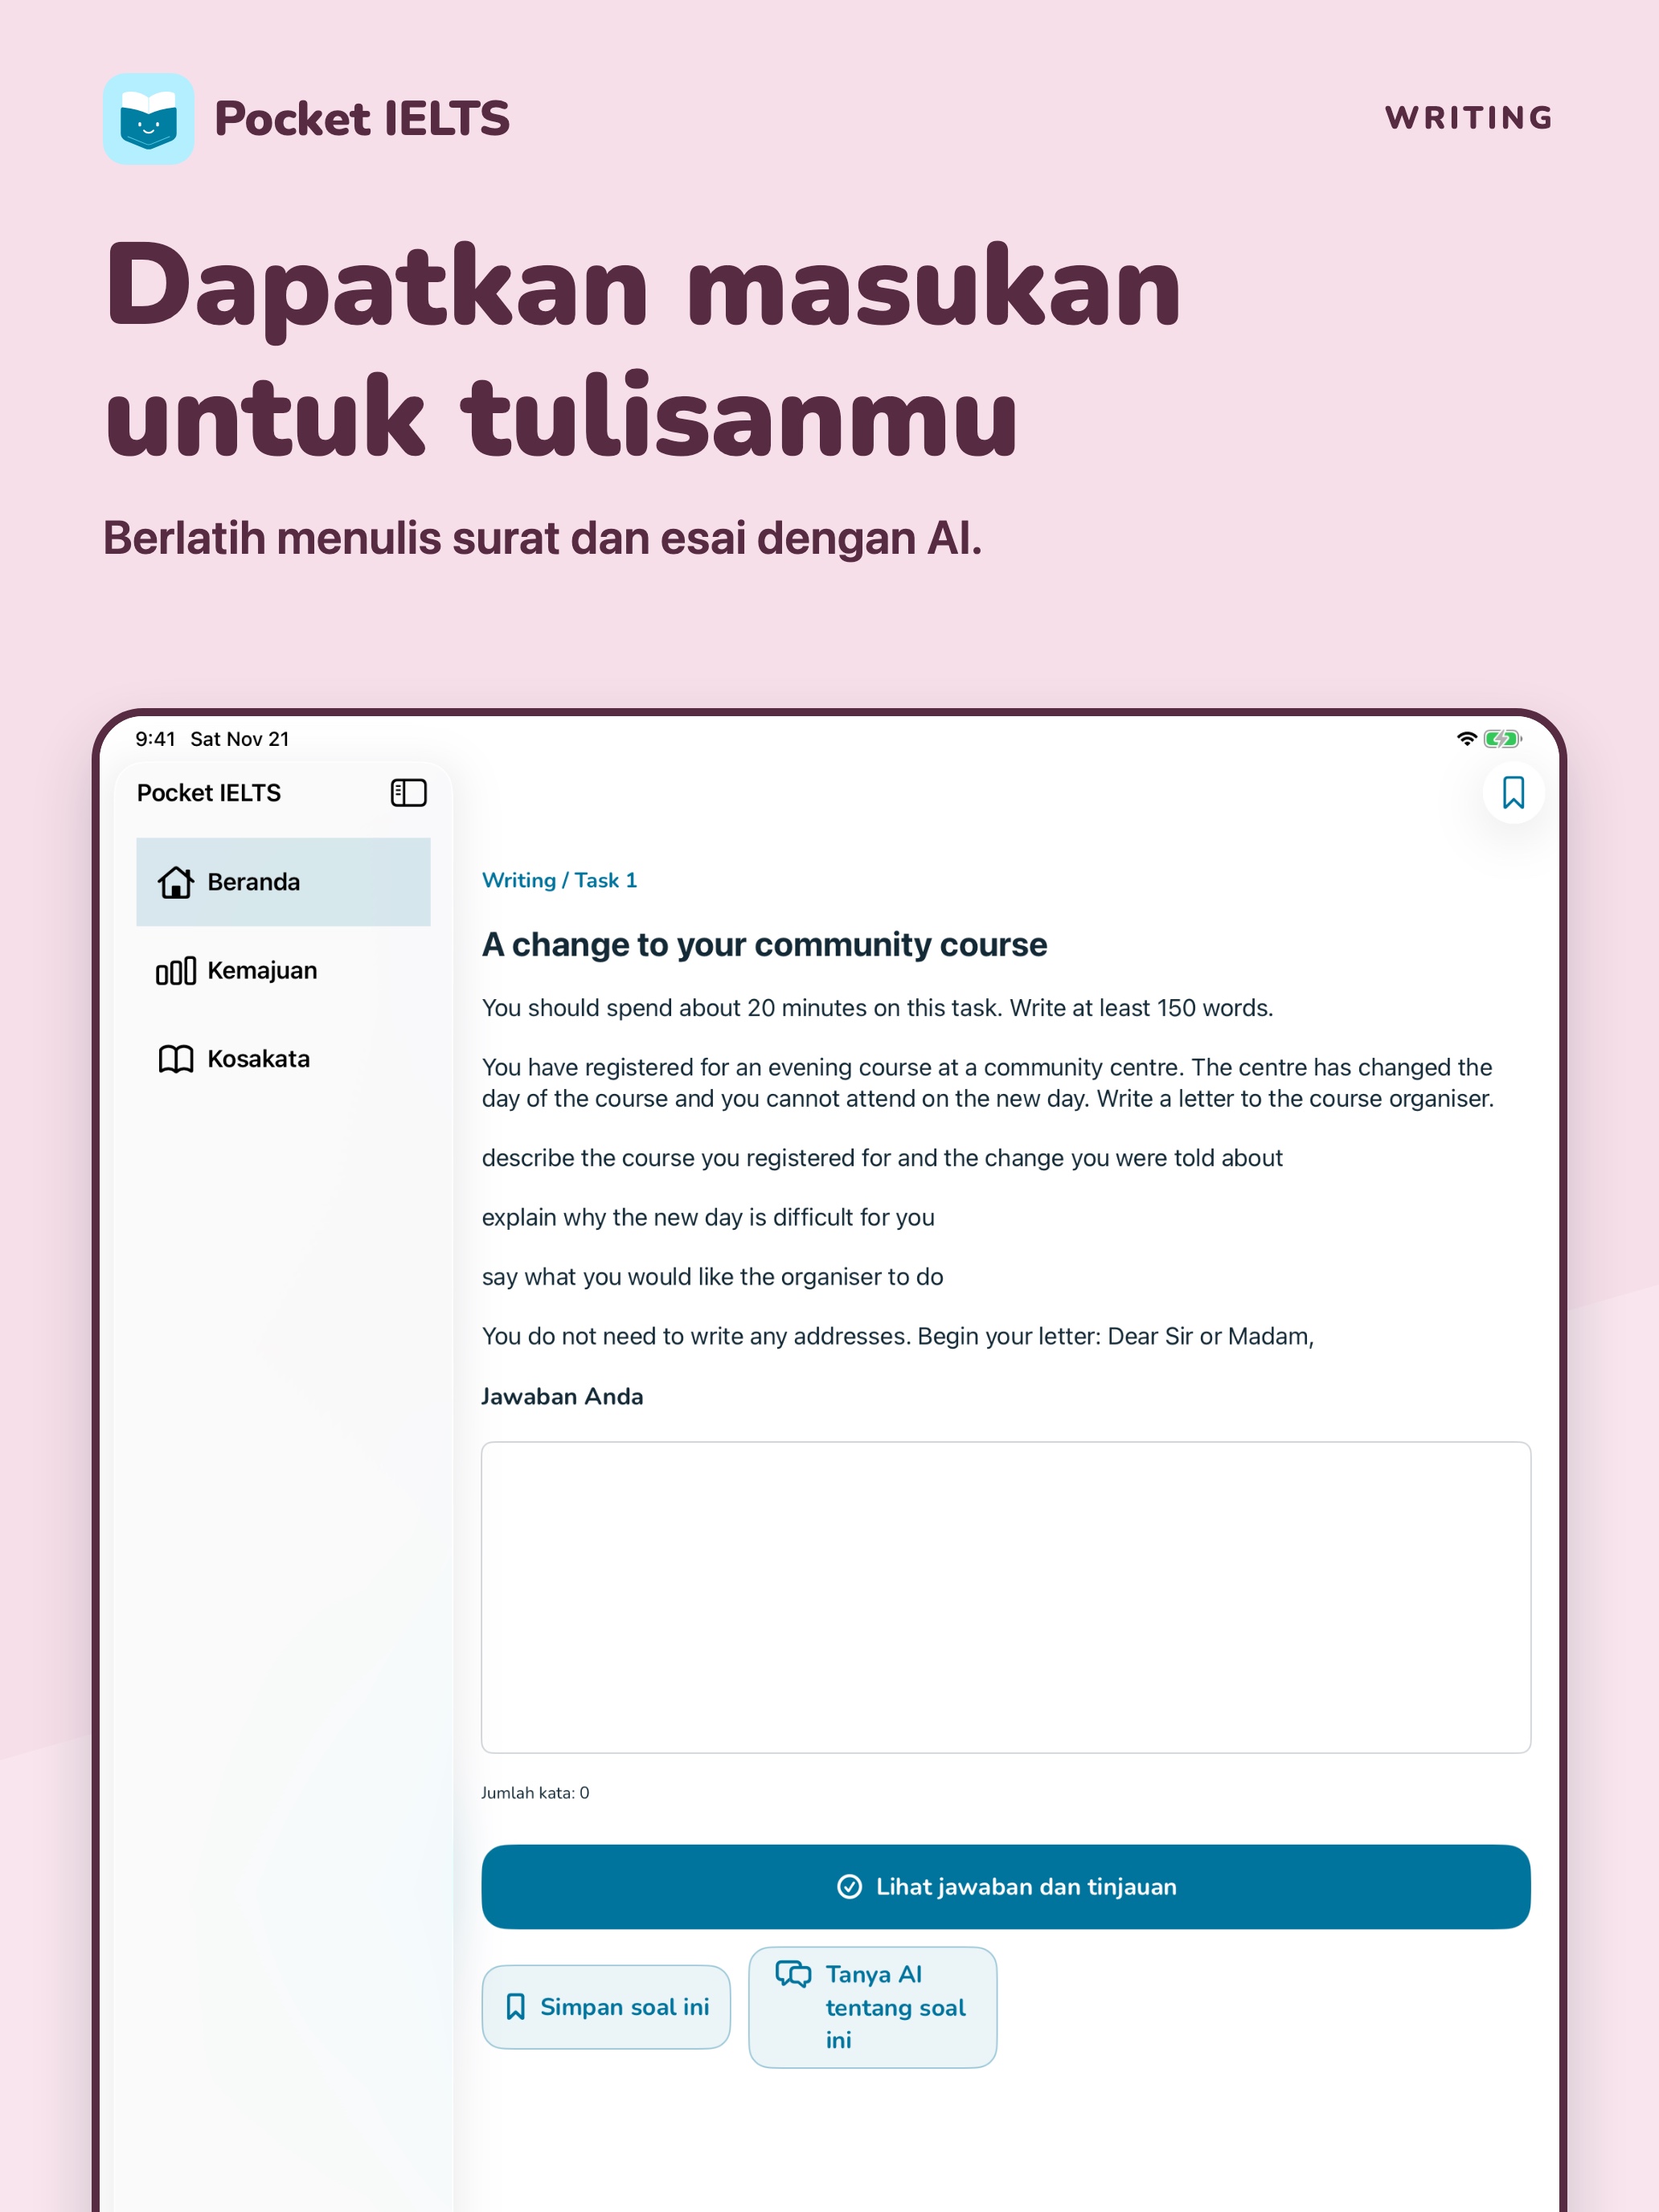 Pocket IELTS
WRITING
Dapatkan masukan
untuk tulisanmu
Berlatih menulis surat dan esai dengan AI.
9:41 Sat Nov 21
Pocket IELTS
Beranda
Kemajuan
Kosakata
Writing / Task 1
A change to your community course
You should spend about 20 minutes on this task. Write at least 150 words.
You have registered for an evening course at a community centre. The centre has changed the
day of the course and you cannot attend on the new day. Write a letter to the course organiser.
describe the course you registered for and the change you were told about
explain why the new day is difficult for you
say what you would like the organiser to do
You do not need to write any addresses. Begin your letter: Dear Sir or Madam,
Jawaban Anda
Jumlah kata: 0
Lihat jawaban dan tinjauan
Simpan soal ini
Tanya AI
tentang soal
ini